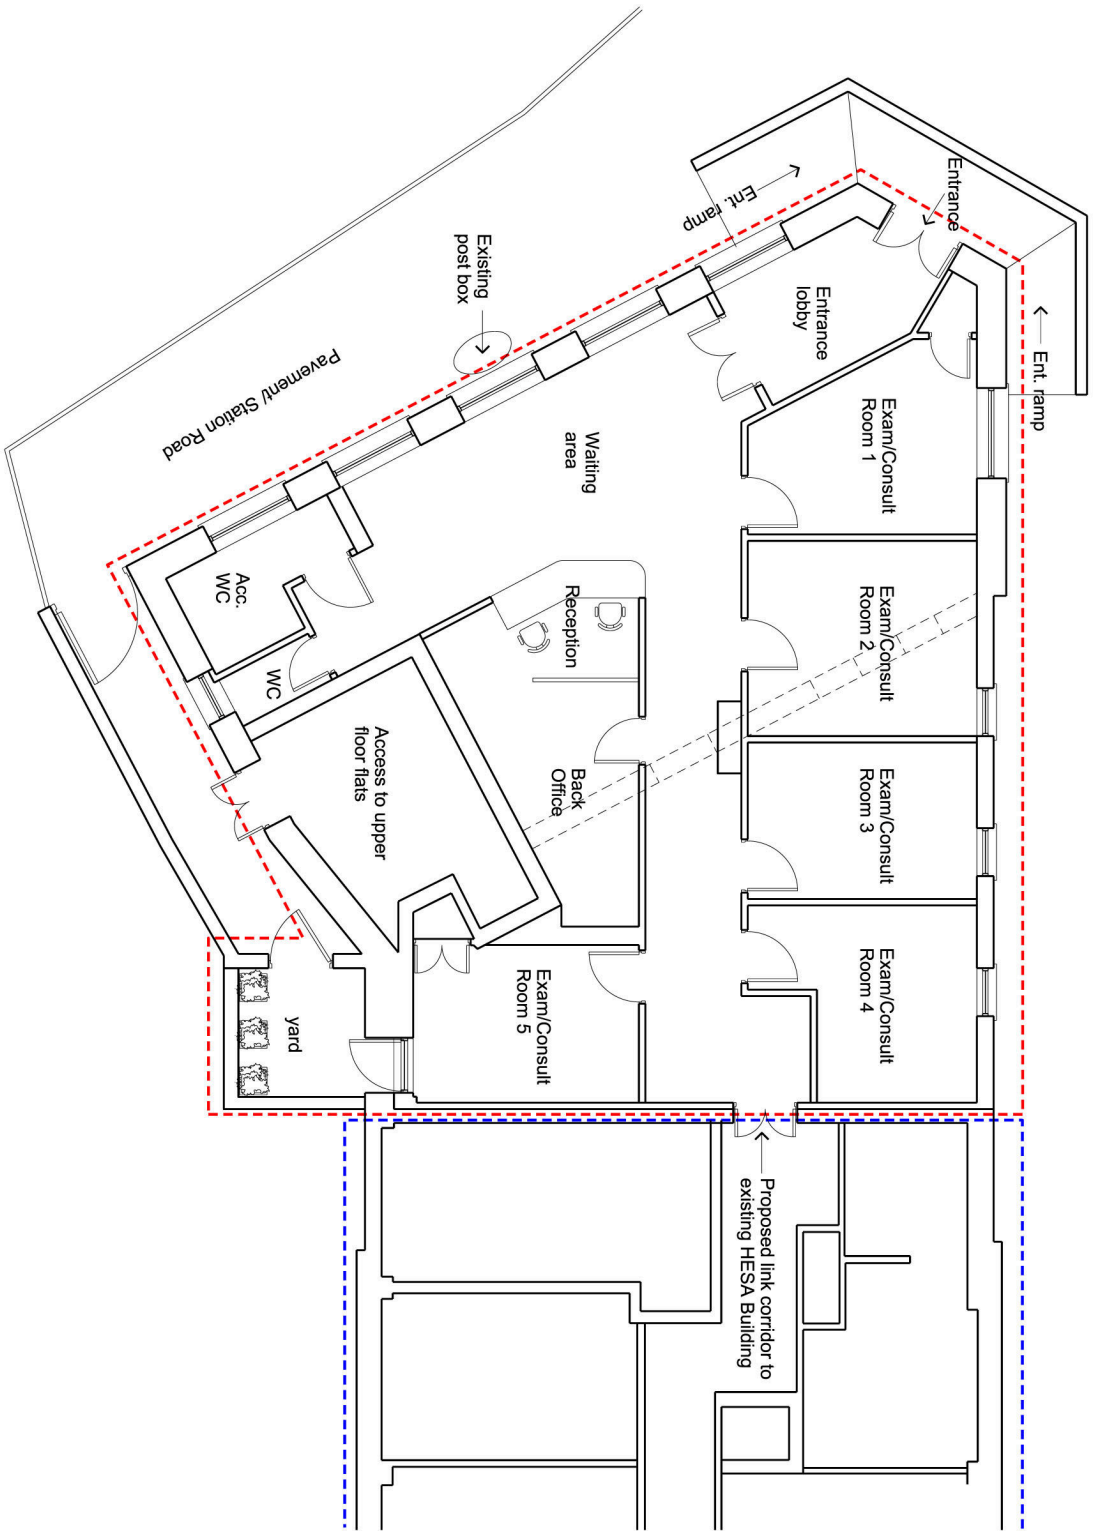 Entrance
Ent. ramp
Ent. ramp
Entrance
lobby
Existing
post box
Pavement/ Station Road
Waiting
area
Exam/Consult
Room 1
Exam/Consult
Room 2
Exam/Consult
Room 3
Exam/Consult
Room 4
Reception
Back
Office
Acc.
WC
WC
Access to upper
floor flats
Exam/Consult
Room 5
yard
Proposed link corridor to
existing HESA Building